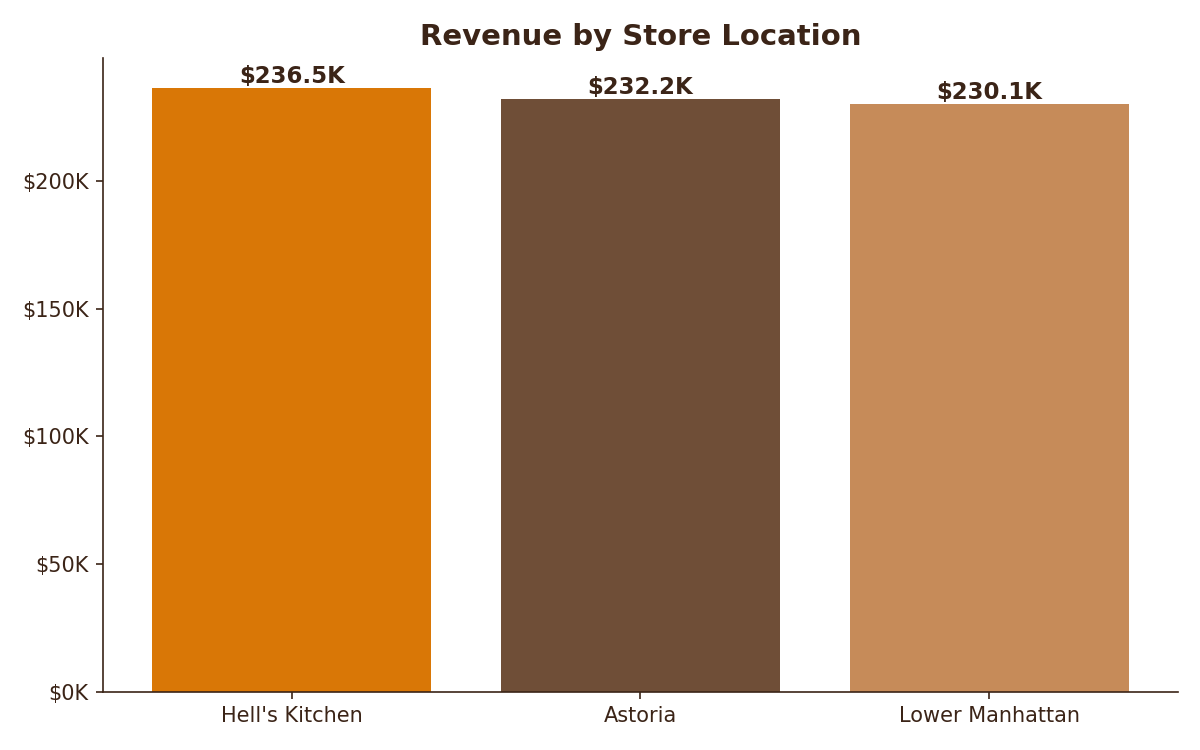 Revenue by Store Location
$236.5K
$232.2K
$230.1K
$200K
$150K
$100K
$50K
$0K
Hell's Kitchen
Astoria
Lower Manhattan